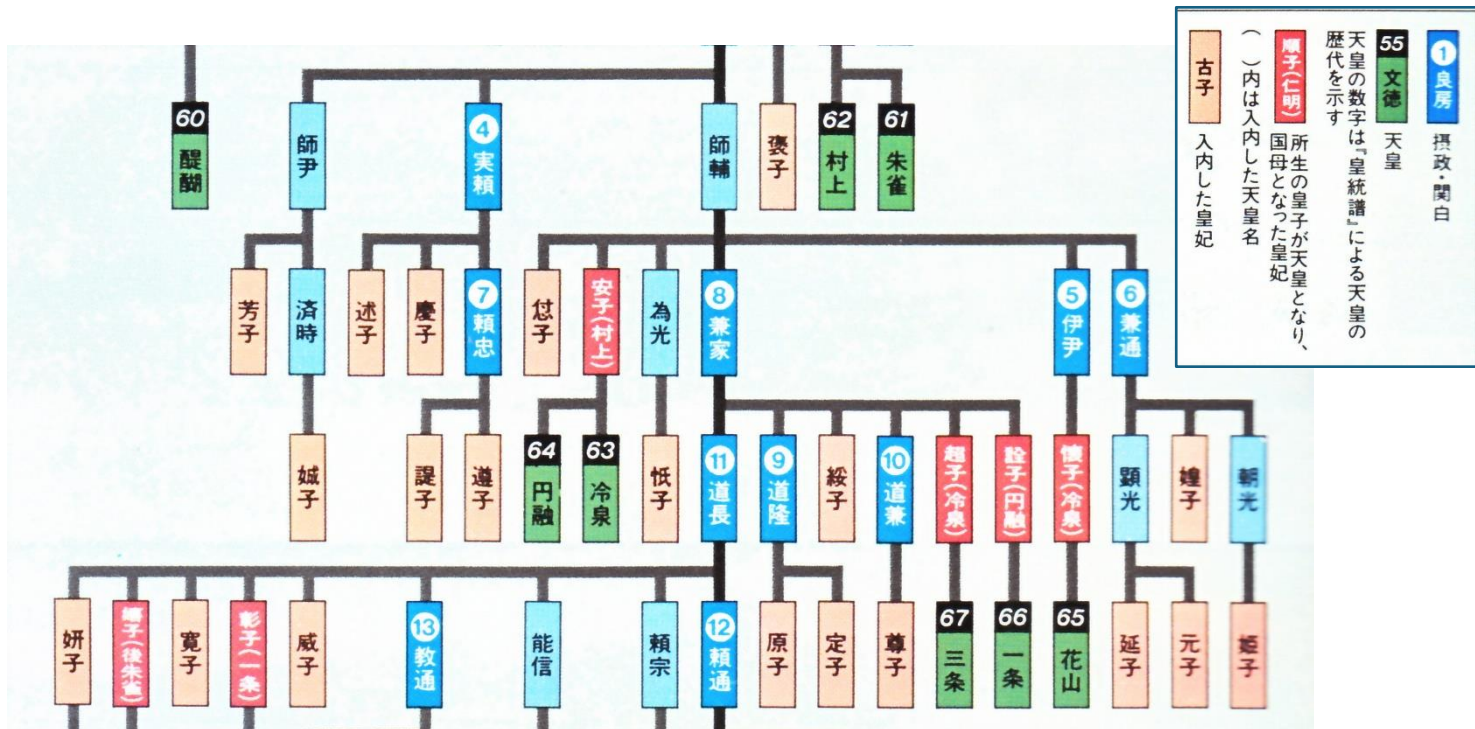 ①良房
摂政・関白
55 文徳
天皇
天皇の数字は『皇統譜』による天皇の
歴代を示す
順子(仁明)
所生の皇子が天皇となり、
国母となった皇妃
( )内は入内した天皇名
古子
入内した皇妃
61 朱雀
62 村上
褒子
師輔
④実頼
師尹
60 醍醐
⑥兼通
⑤伊尹
⑧兼家
為光
安子(村上)
怤子
⑦頼忠
慶子
述子
済時
芳子
朝光
媓子
顕光
懐子(冷泉)
詮子(円融)
超子(冷泉)
⑩道兼
綏子
⑨道隆
⑪道長
忯子
63 冷泉
64 円融
遵子
諟子
娍子
姫子
元子
延子
65 花山
66 一条
67 三条
尊子
定子
原子
⑫頼通
頼宗
能信
⑬教通
威子
彰子(一条)
寛子
嬉子(後朱雀)
妍子